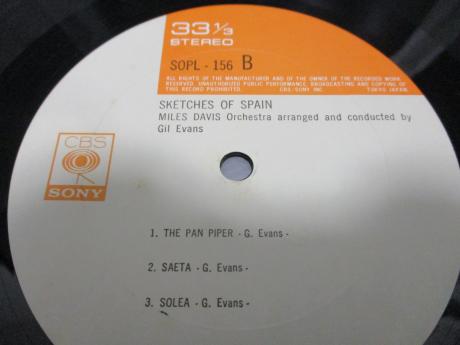 33 1/3
STEREO
SOPL - 156 B
ALL RIGHTS OF THE MANUFACTURER AND OF THE OWNER OF THE RECORDED WORK
RESERVED. UNAUTHORIZED PUBLIC PERFORMANCE, BROADCASTING AND COPYING OF
THIS RECORD PROHIBITED. CBS/SONY INC. TOKYO JAPAN.
SKETCHES OF SPAIN
MILES DAVIS Orchestra arranged and conducted by
Gil Evans
CBS
SONY
1. THE PAN PIPER - G. Evans -
2. SAETA - G. Evans -
3. SOLEA - G. Evans -